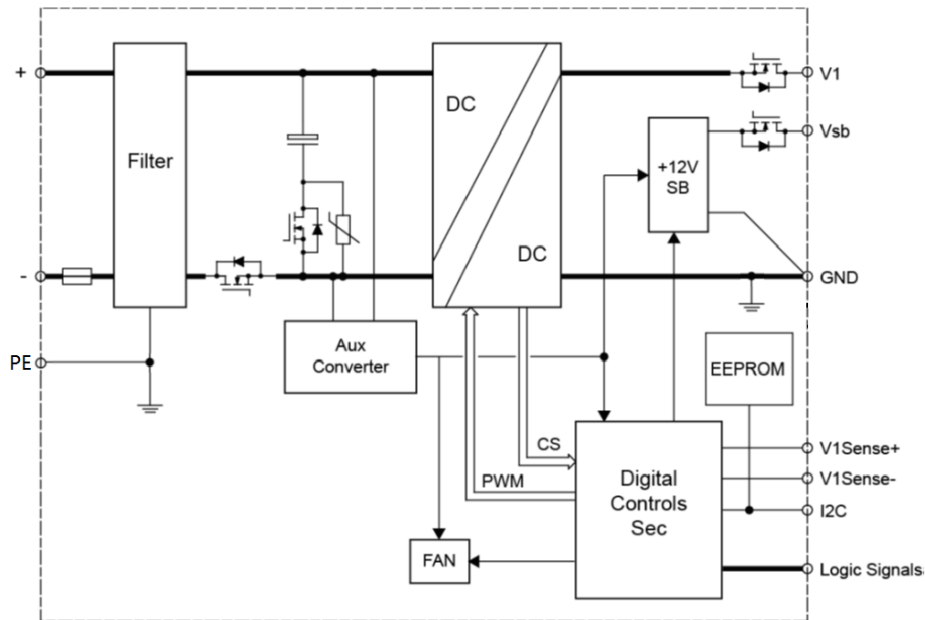 +
Filter
DC
DC
V1
Vsb
+12V
SB
-
GND
PE
Aux
Converter
EEPROM
CS
PWM
Digital
Controls
Sec
V1Sense+
V1Sense-
I2C
FAN
Logic Signals